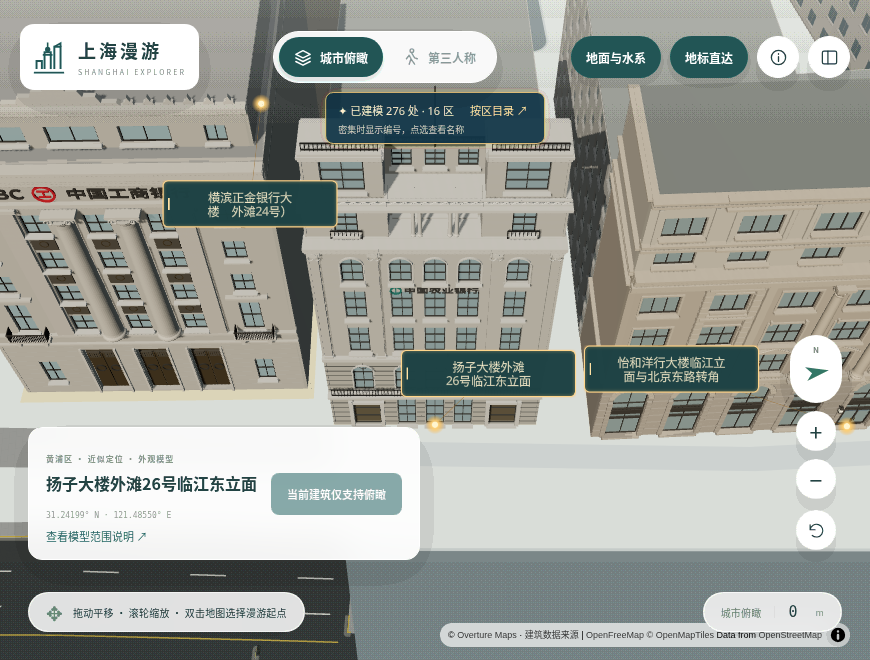 上海漫游
SHANGHAI EXPLORER
城市俯瞰
第三人称
地面与水系
地标直达
✦ 已建模 276 处 · 16 区 按区目录 ↗
密集时显示编号，点选查看名称
中国工商
横滨正金银行大
楼 外滩24号）
中国农业银行
扬子大楼外滩
26号临江东立面
怡和洋行大楼临江立
面与北京东路转角
N
+
−
黄浦区 · 近似定位 · 外观模型
扬子大楼外滩26号临江东立面
当前建筑仅支持俯瞰
31.24199° N · 121.48550° E
查看模型范围说明 ↗
拖动平移 · 滚轮缩放 · 双击地图选择漫游起点
城市俯瞰 0 m
© Overture Maps · 建筑数据来源 | OpenFreeMap © OpenMapTiles Data from OpenStreetMap